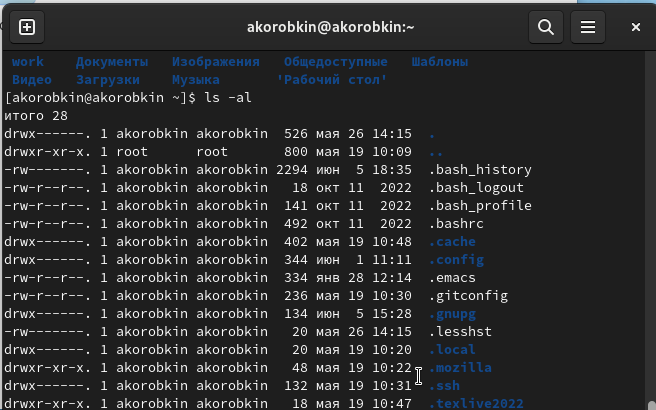 akorobkin@akorobkin:~
work Документы Изображения Общедоступные Шаблоны
Видео Загрузки Музыка 'Рабочий стол'
[akorobkin@akorobkin ~]$ ls -al
итого 28
drwx------. 1 akorobkin akorobkin 526 мая 26 14:15 .
drwxr-xr-x. 1 root root 800 мая 19 10:09 ..
-rw-------. 1 akorobkin akorobkin 2294 июн 5 18:35 .bash_history
-rw-r--r--. 1 akorobkin akorobkin 18 окт 11 2022 .bash_logout
-rw-r--r--. 1 akorobkin akorobkin 141 окт 11 2022 .bash_profile
-rw-r--r--. 1 akorobkin akorobkin 492 окт 11 2022 .bashrc
drwx------. 1 akorobkin akorobkin 402 мая 19 10:48 .cache
drwx------. 1 akorobkin akorobkin 344 июн 1 11:11 .config
-rw-r--r--. 1 akorobkin akorobkin 334 янв 28 12:14 .emacs
-rw-r--r--. 1 akorobkin akorobkin 236 мая 19 10:30 .gitconfig
drwx------. 1 akorobkin akorobkin 134 июн 5 15:28 .gnupg
-rw-------. 1 akorobkin akorobkin 20 мая 26 14:15 .lesshst
drwx------. 1 akorobkin akorobkin 20 мая 19 10:20 .local
drwxr-xr-x. 1 akorobkin akorobkin 48 мая 19 10:22 .mozilla
drwx------. 1 akorobkin akorobkin 132 мая 19 10:31 .ssh
drwxr-xr-x. 1 akorobkin akorobkin 18 мая 19 10:47 .texlive2022